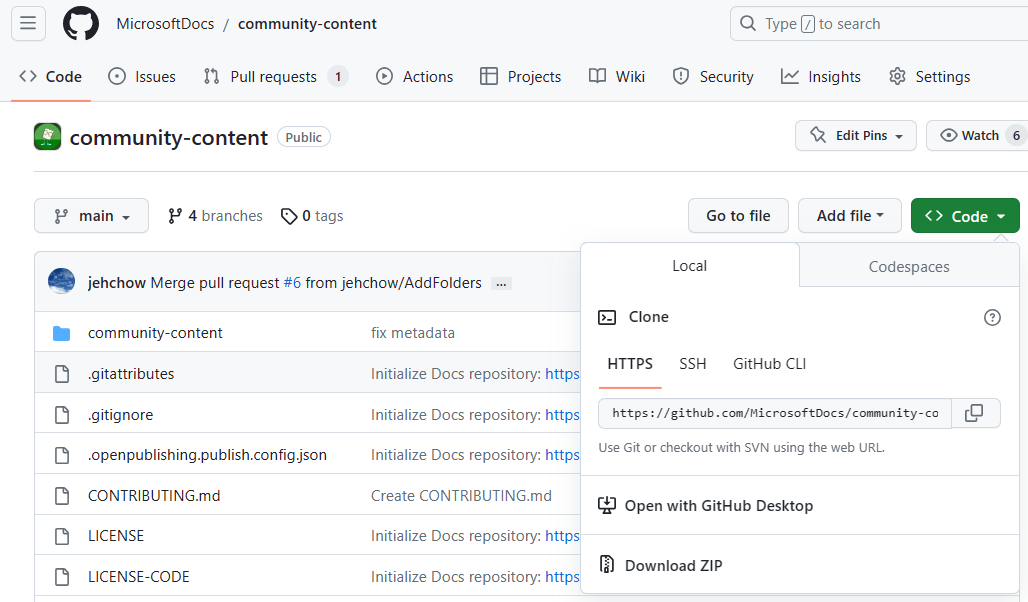 MicrosoftDocs / community-content
Type / to search
Code Issues Pull requests 1 Actions Projects Wiki Security Insights Settings
community-content Public
Edit Pins Watch 6
main 4 branches 0 tags
Go to file Add file Code
jehchow Merge pull request #6 from jehchow/AddFolders ...
community-content fix metadata
.gitattributes Initialize Docs repository: https
.gitignore Initialize Docs repository: https
.openpublishing.publish.config.json Initialize Docs repository: https
CONTRIBUTING.md Create CONTRIBUTING.md
LICENSE Initialize Docs repository: https
LICENSE-CODE Initialize Docs repository: https
Local Codespaces
Clone
HTTPS SSH GitHub CLI
https://github.com/MicrosoftDocs/community-co
Use Git or checkout with SVN using the web URL.
Open with GitHub Desktop
Download ZIP